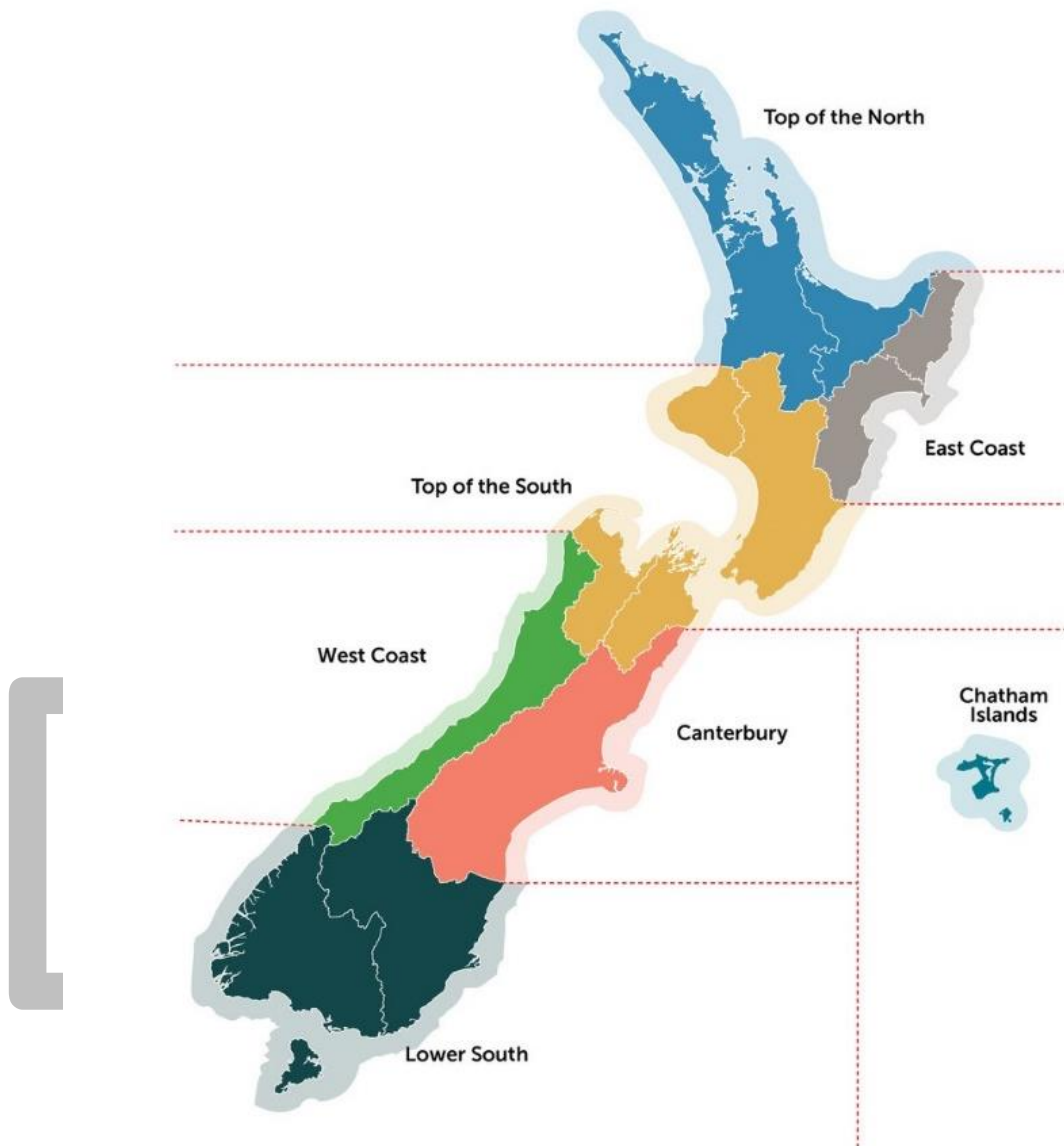 Top of the North
East Coast
Top of the South
West Coast
Chatham
Islands
Canterbury
Lower South